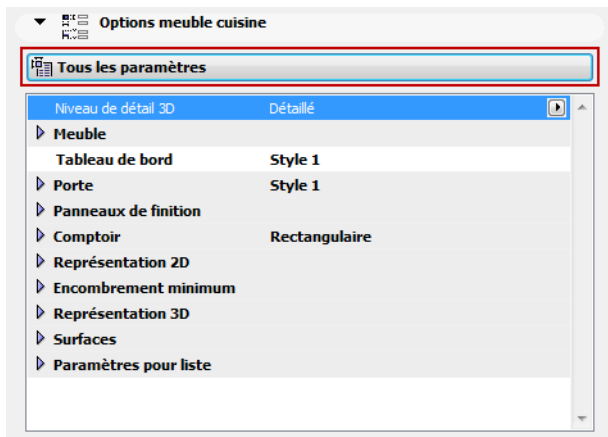 Options meuble cuisine
Tous les paramètres
Niveau de détail 3D Détaillé
Meuble
Tableau de bord Style 1
Porte Style 1
Panneaux de finition
Comptoir Rectangulaire
Représentation 2D
Encombrement minimum
Représentation 3D
Surfaces
Paramètres pour liste